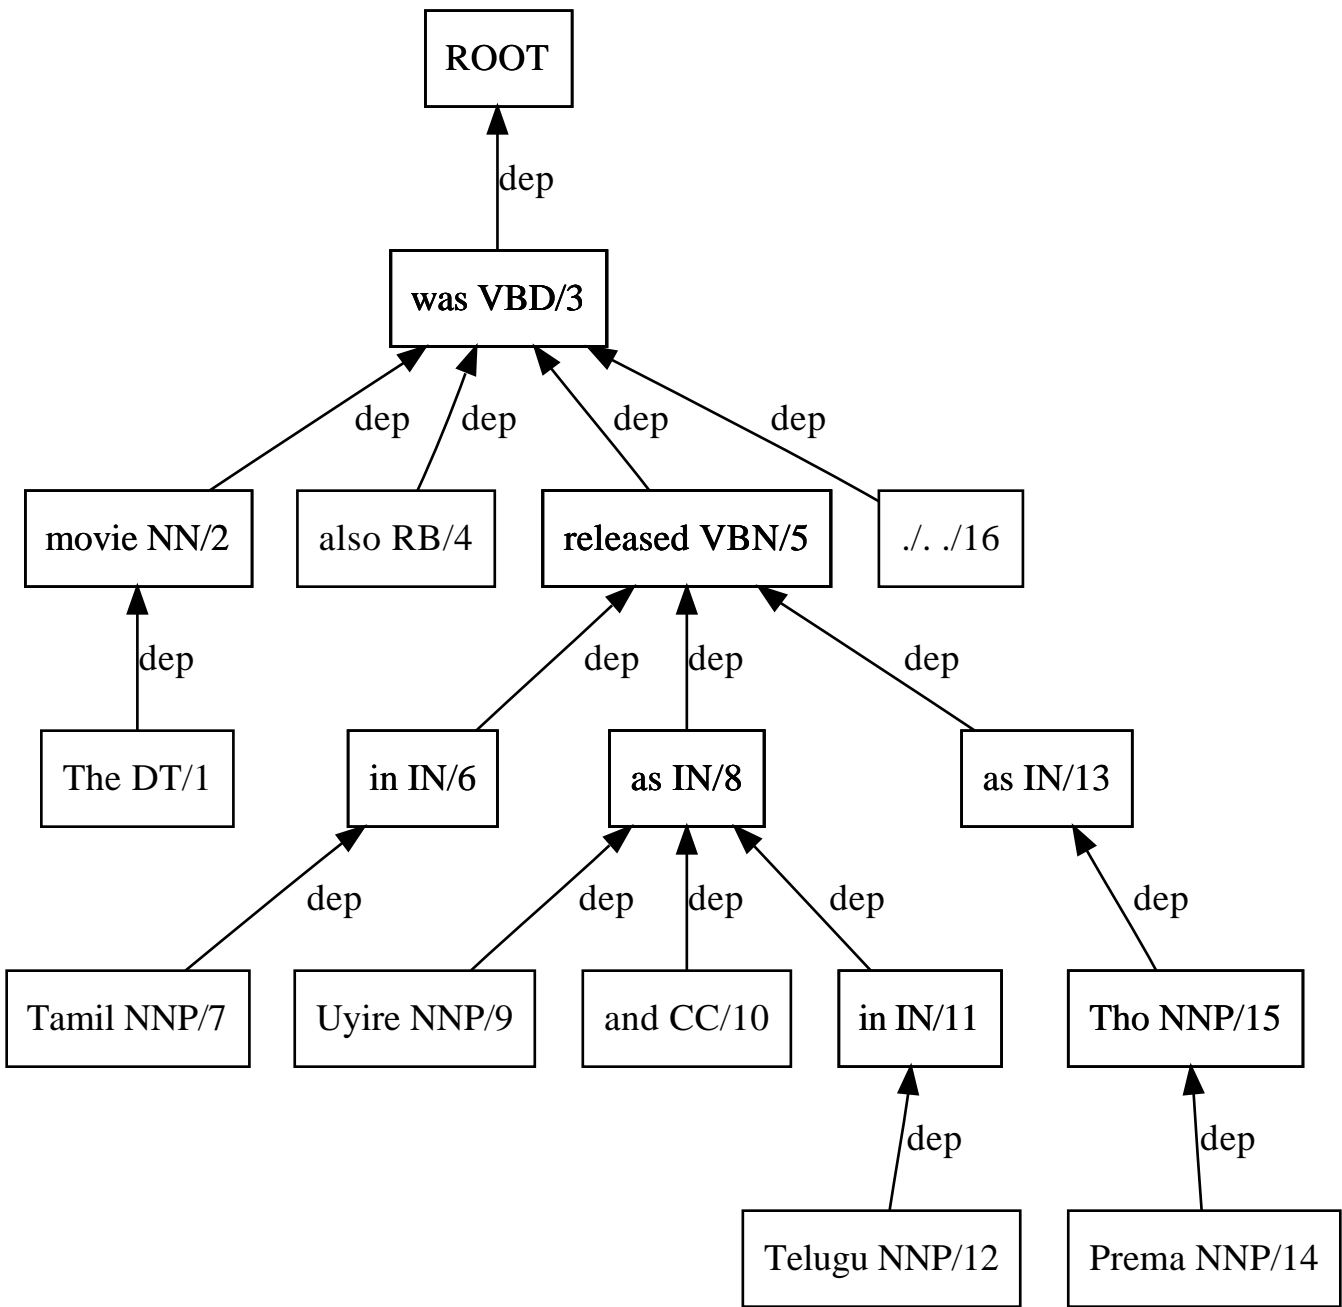 ROOT
dep
was VBD/3
dep dep dep dep
movie NN/2 also RB/4 released VBN/5 ./. ./16
dep dep dep dep
The DT/1 in IN/6 as IN/8 as IN/13
dep dep dep dep dep
Tamil NNP/7 Uyire NNP/9 and CC/10 in IN/11 Tho NNP/15
dep dep
Telugu NNP/12 Prema NNP/14